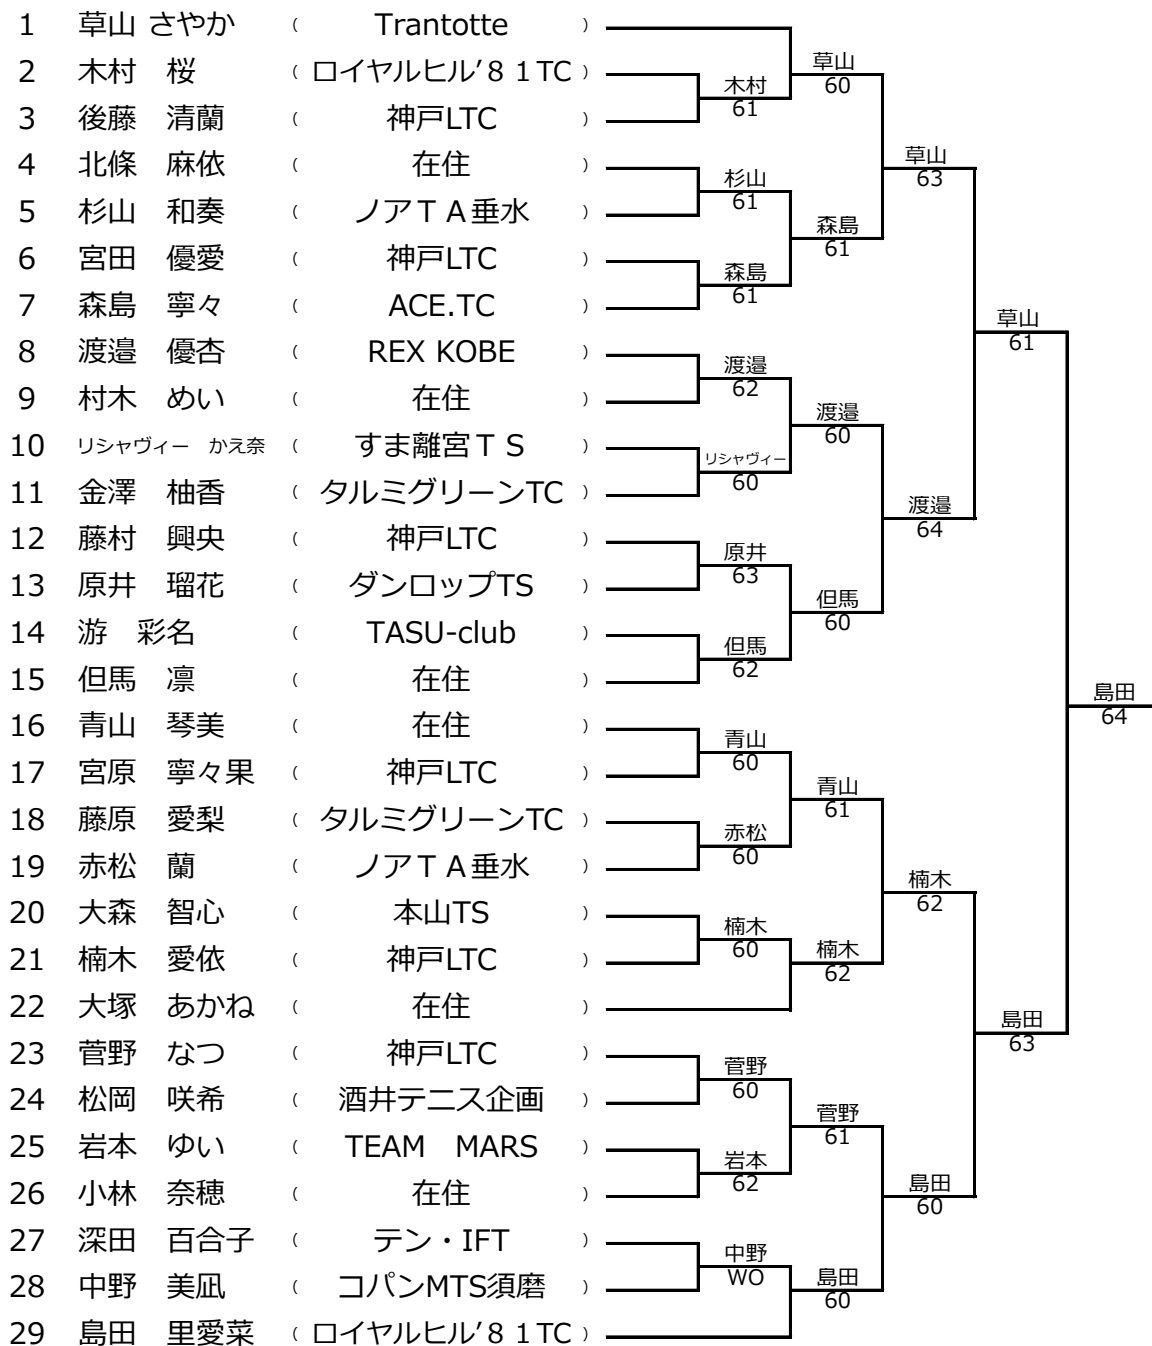 1 草山 さやか ( Trantotte )
2 木村 桜 ( ロイヤルヒル’８１TC )
3 後藤 清蘭 ( 神戸LTC )
4 北條 麻依 ( 在住 )
5 杉山 和奏 ( ノアＴＡ垂水 )
6 宮田 優愛 ( 神戸LTC )
7 森島 寧々 ( ACE.TC )
8 渡邉 優杏 ( REX KOBE )
9 村木 めい ( 在住 )
10 リシャヴィー かえ奈 ( すま離宮ＴＳ )
11 金澤 柚香 ( タルミグリーンTC )
12 藤村 興央 ( 神戸LTC )
13 原井 瑠花 ( ダンロップTS )
14 游 彩名 ( TASU-club )
15 但馬 凛 ( 在住 )
16 青山 琴美 ( 在住 )
17 宮原 寧々果 ( 神戸LTC )
18 藤原 愛梨 ( タルミグリーンTC )
19 赤松 蘭 ( ノアＴＡ垂水 )
20 大森 智心 ( 本山TS )
21 楠木 愛依 ( 神戸LTC )
22 大塚 あかね ( 在住 )
23 菅野 なつ ( 神戸LTC )
24 松岡 咲希 ( 酒井テニス企画 )
25 岩本 ゆい ( TEAM MARS )
26 小林 奈穂 ( 在住 )
27 深田 百合子 ( テン・IFT )
28 中野 美凪 ( コパンMTS須磨 )
29 島田 里愛菜 ( ロイヤルヒル’８１TC )
木村
61
杉山
61
森島
61
渡邉
62
リシャヴィー
60
原井
63
但馬
62
青山
60
赤松
60
楠木
60
菅野
60
岩本
62
中野
WO
草山
60
森島
61
渡邉
60
但馬
60
青山
61
楠木
62
菅野
61
島田
60
草山
63
渡邉
64
楠木
62
島田
60
草山
61
島田
63
島田
64